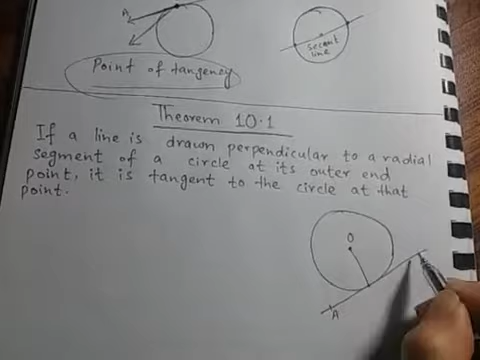 A
secant
line
Point of tangency
Theorem 10.1
If a line is drawn perpendicular to a radial
segment of a circle at its outer end
point, it is tangent to the circle at that
point.
O
A